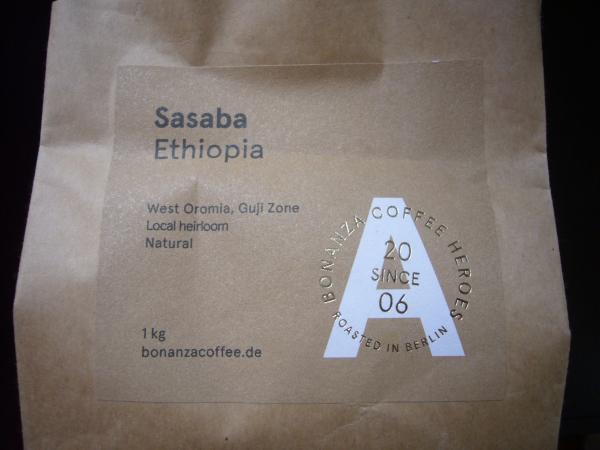 Sasaba
Ethiopia
West Oromia, Guji Zone
Local heirloom
Natural
1 kg
bonanzacoffee.de
BONANZA COFFEE HEROES
A
20
SINCE
06
ROASTED IN BERLIN